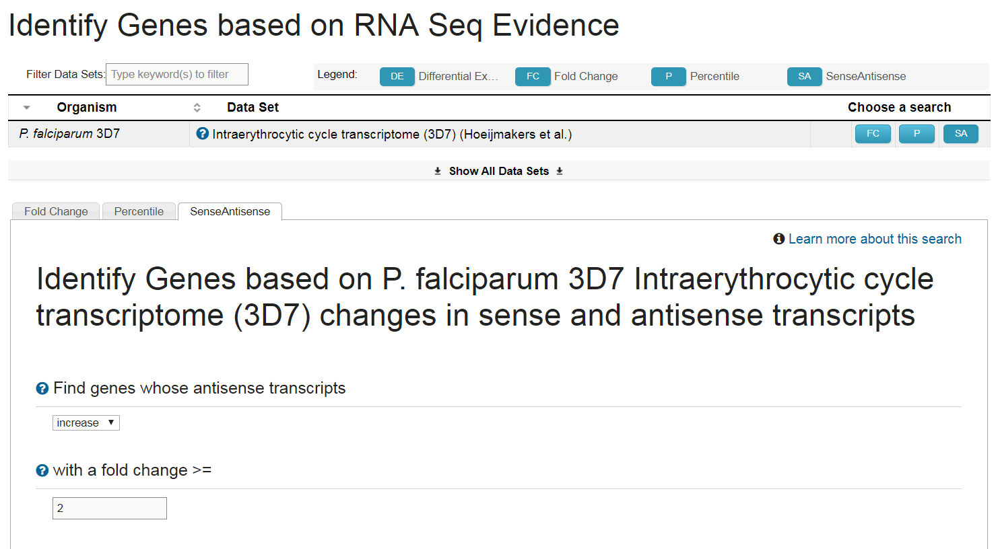 Identify Genes based on RNA Seq Evidence
Filter Data Sets: Type keyword(s) to filter
Legend: DE Differential Ex... FC Fold Change P Percentile SA SenseAntisense
Organism Data Set Choose a search
P. falciparum 3D7 Intraerythrocytic cycle transcriptome (3D7) (Hoeijmakers et al.) FC P SA
Show All Data Sets
Fold Change Percentile SenseAntisense
Learn more about this search
Identify Genes based on P. falciparum 3D7 Intraerythrocytic cycle
transcriptome (3D7) changes in sense and antisense transcripts
Find genes whose antisense transcripts
increase
with a fold change >=
2